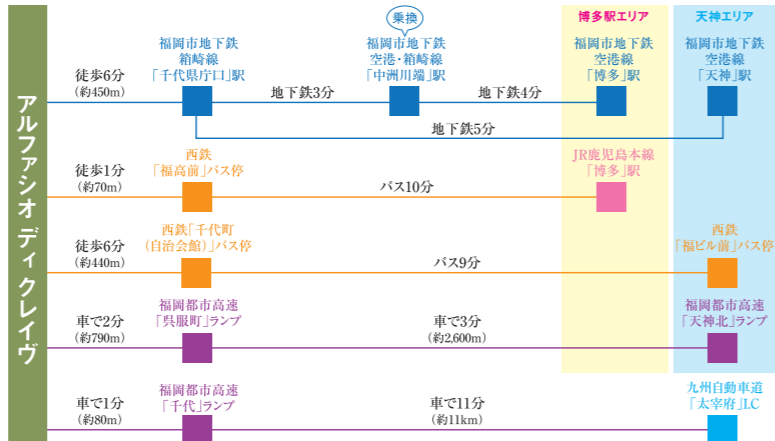 アルファシオ ディ クレイヴ
乗換
博多駅エリア
天神エリア
徒歩6分
(約450m)
福岡市地下鉄
箱崎線
「千代県庁口」駅
地下鉄3分
福岡市地下鉄
空港・箱崎線
「中洲川端」駅
地下鉄4分
福岡市地下鉄
空港線
「博多」駅
福岡市地下鉄
空港線
「天神」駅
地下鉄5分
徒歩1分
(約70m)
西鉄
「福高前」バス停
バス10分
JR鹿児島本線
「博多」駅
徒歩6分
(約440m)
西鉄「千代町
(自治会館)」バス停
バス9分
西鉄
「福ビル前」バス停
車で2分
(約790m)
福岡都市高速
「呉服町」ランプ
車で3分
(約2,600m)
福岡都市高速
「天神北」ランプ
車で1分
(約80m)
福岡都市高速
「千代」ランプ
車で11分
(約11km)
九州自動車道
「太宰府」I.C